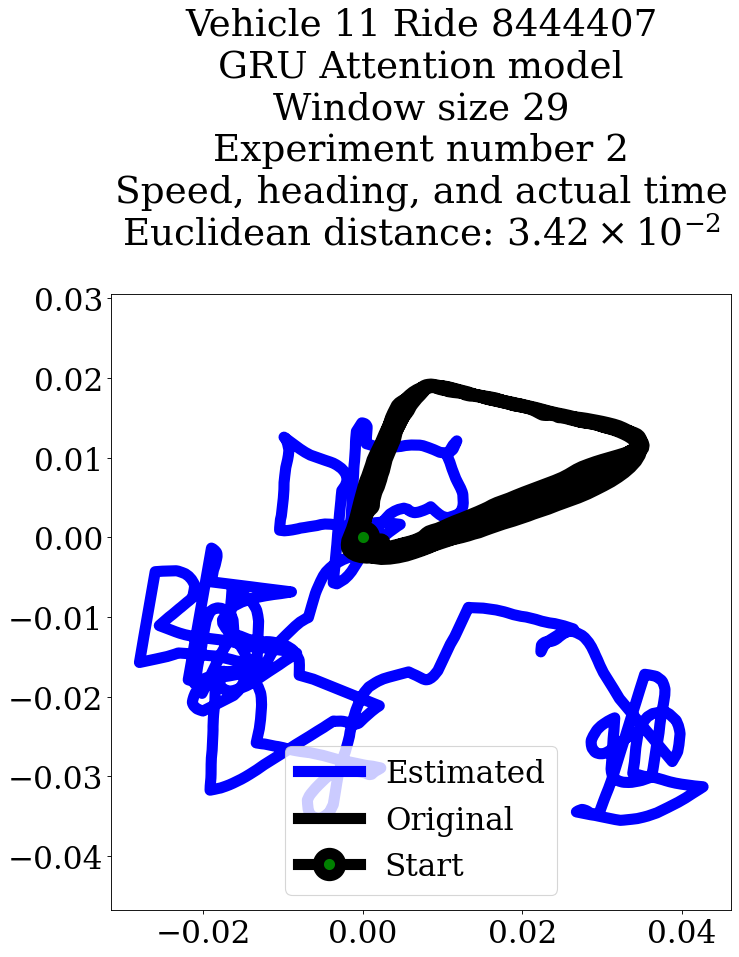 Vehicle 11 Ride 8444407
GRU Attention model
Window size 29
Experiment number 2
Speed, heading, and actual time
Euclidean distance: 3.42 × 10⁻²
0.03
0.02
0.01
0.00
−0.01
−0.02
−0.03
−0.04
Estimated
Original
Start
−0.02 0.00 0.02 0.04